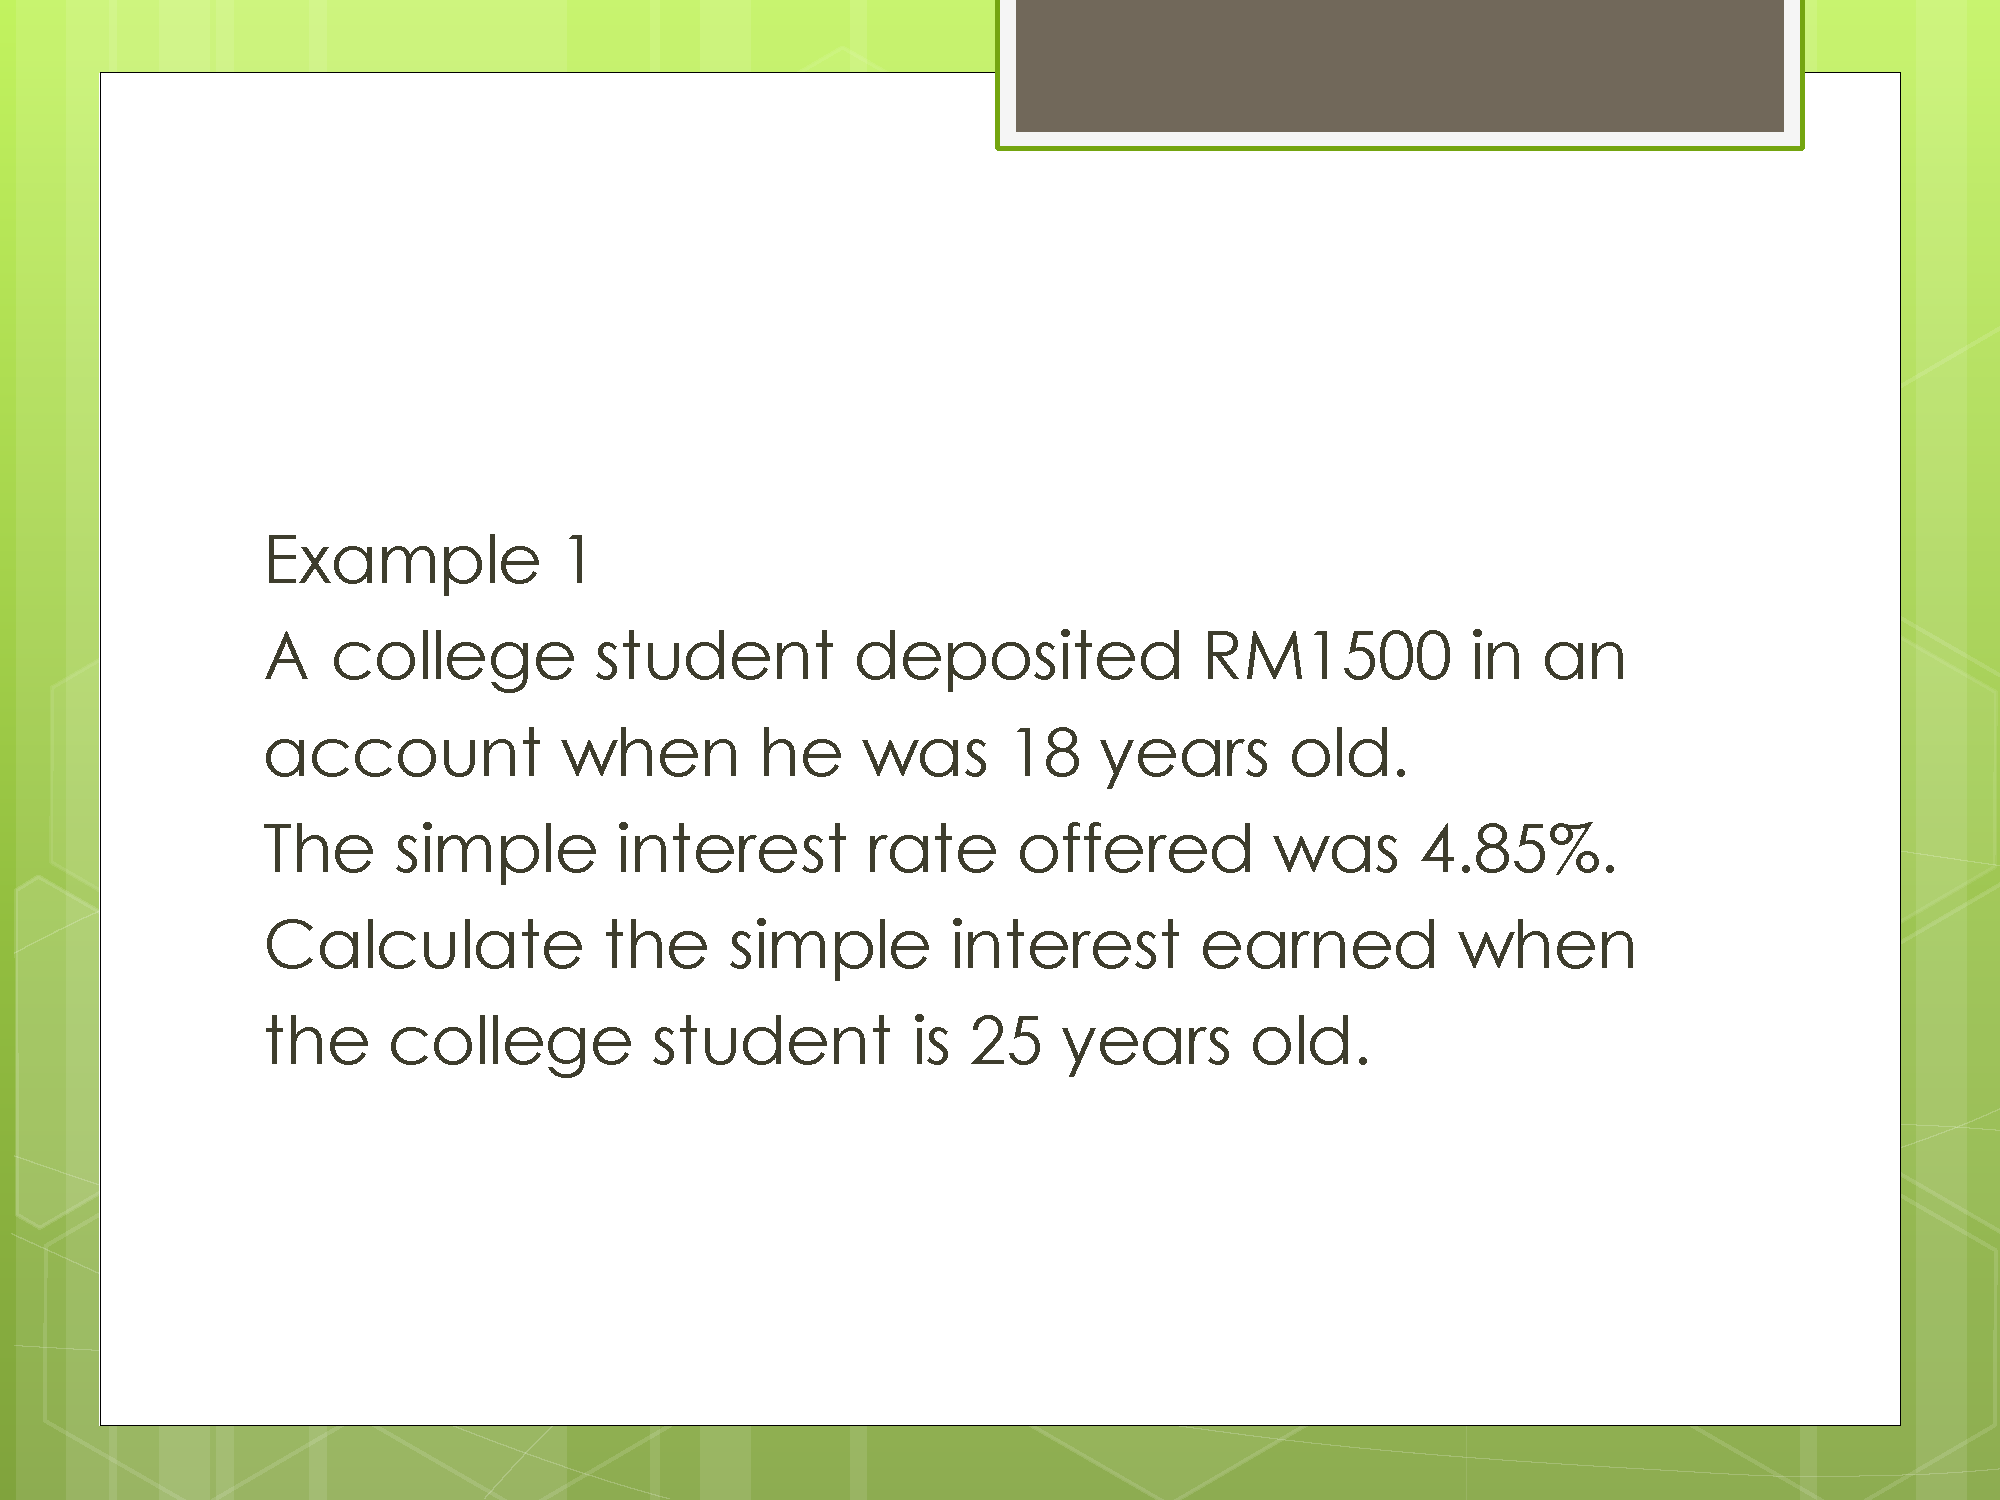 Example 1
A college student deposited RM1500 in an
account when he was 18 years old.
The simple interest rate offered was 4.85%.
Calculate the simple interest earned when
the college student is 25 years old.